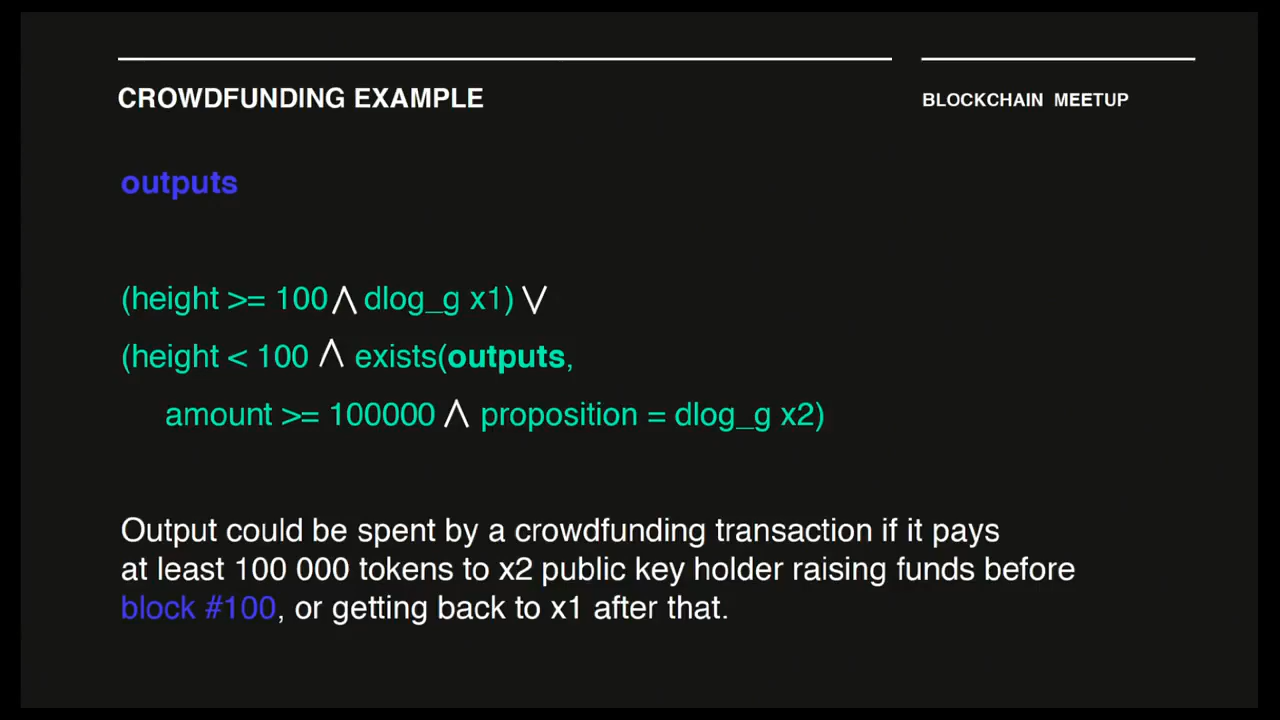 CROWDFUNDING EXAMPLE
BLOCKCHAIN MEETUP
outputs
(height >= 100 ⋀ dlog_g x1) ⋁
(height < 100 ⋀ exists(outputs,
amount >= 100000 ⋀ proposition = dlog_g x2)
Output could be spent by a crowdfunding transaction if it pays
at least 100 000 tokens to x2 public key holder raising funds before
block #100, or getting back to x1 after that.